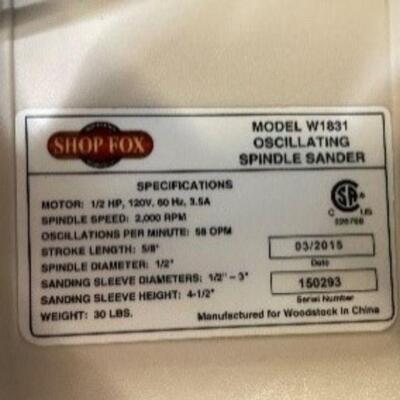 SHOP FOX
MODEL W1831
OSCILLATING
SPINDLE SANDER
SPECIFICATIONS
MOTOR: 1/2 HP, 120V, 60 Hz, 3.5A
SPINDLE SPEED: 2,000 RPM
OSCILLATIONS PER MINUTE: 58 OPM
STROKE LENGTH: 5/8"
SPINDLE DIAMETER: 1/2"
SANDING SLEEVE DIAMETERS: 1/2" – 3"
SANDING SLEEVE HEIGHT: 4-1/2"
WEIGHT: 30 LBS.
C US
03/2015
Date
150293
Serial Number
Manufactured for Woodstock in China